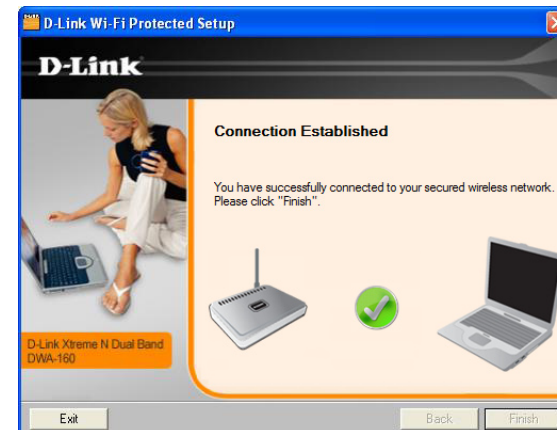 D-Link Wi-Fi Protected Setup
D-Link
Connection Established
You have successfully connected to your secured wireless network.
Please click "Finish".
D-Link Xtreme N Dual Band
DWA-160
Exit
Back
Finish